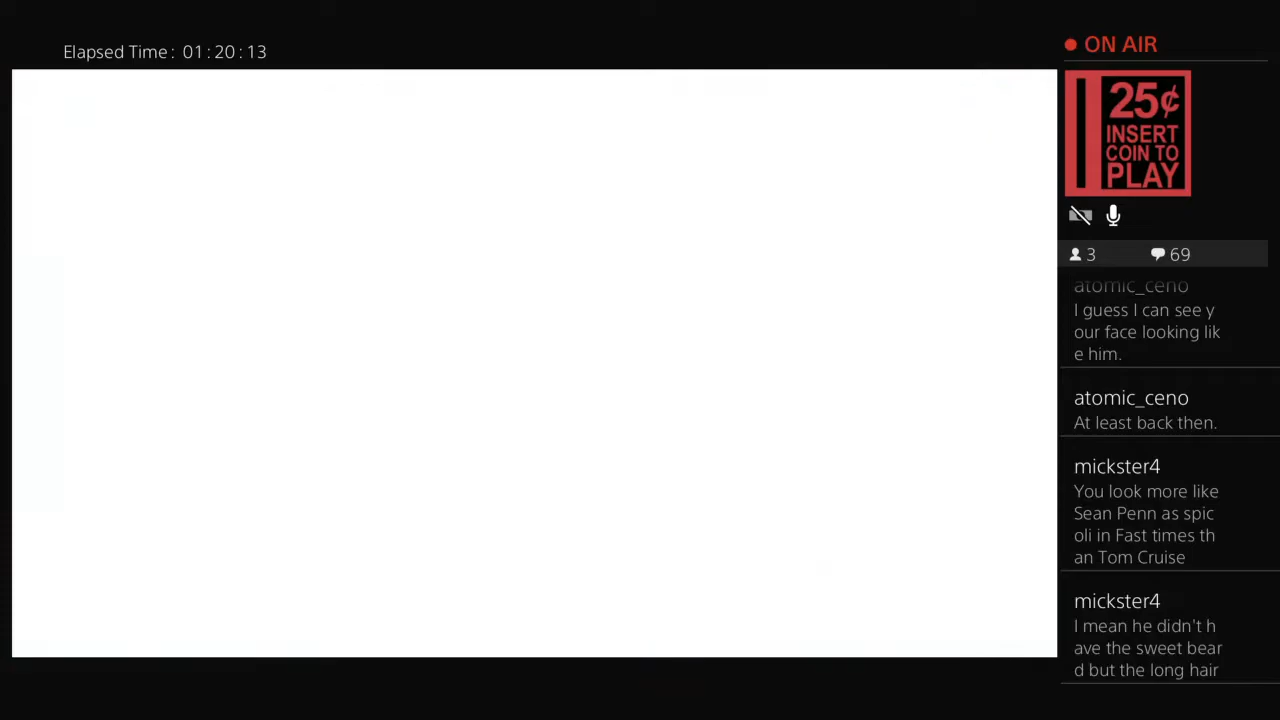 Elapsed Time: 01:20:13
ON AIR
25¢
INSERT
COIN TO
PLAY
3 69
atomic_ceno
I guess I can see y
our face looking lik
e him.
atomic_ceno
At least back then.
mickster4
You look more like
Sean Penn as spic
oli in Fast times th
an Tom Cruise
mickster4
I mean he didn't h
ave the sweet bear
d but the long hair